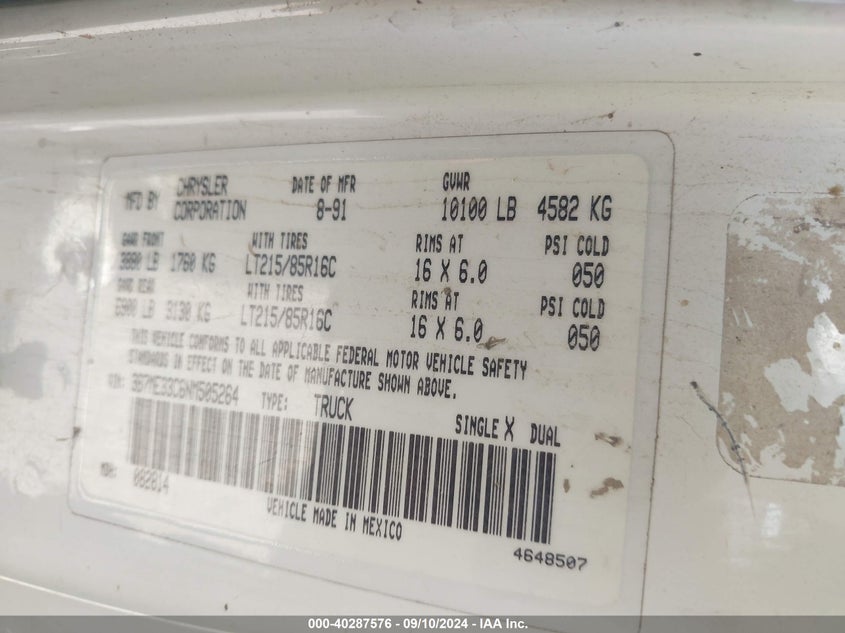 MFD BY CHRYSLER CORPORATION DATE OF MFR 8-91 GVWR 10100 LB 4582 KG
GAWR FRONT WITH TIRES RIMS AT PSI COLD
3880 LB 1760 KG LT215/85R16C 16 X 6.0 050
GAWR REAR WITH TIRES RIMS AT PSI COLD
6900 LB 3130 KG LT215/85R16C 16 X 6.0 050
THIS VEHICLE CONFORMS TO ALL APPLICABLE FEDERAL MOTOR VEHICLE SAFETY
STANDARDS IN EFFECT ON THE DATE OF MANUFACTURE SHOWN ABOVE.
VIN: 3B7ME33C6NM505264 TYPE: TRUCK SINGLE X DUAL
MDH: 082814
VEHICLE MADE IN MEXICO
4648507
000-40287576 - 09/10/2024 - IAA Inc.